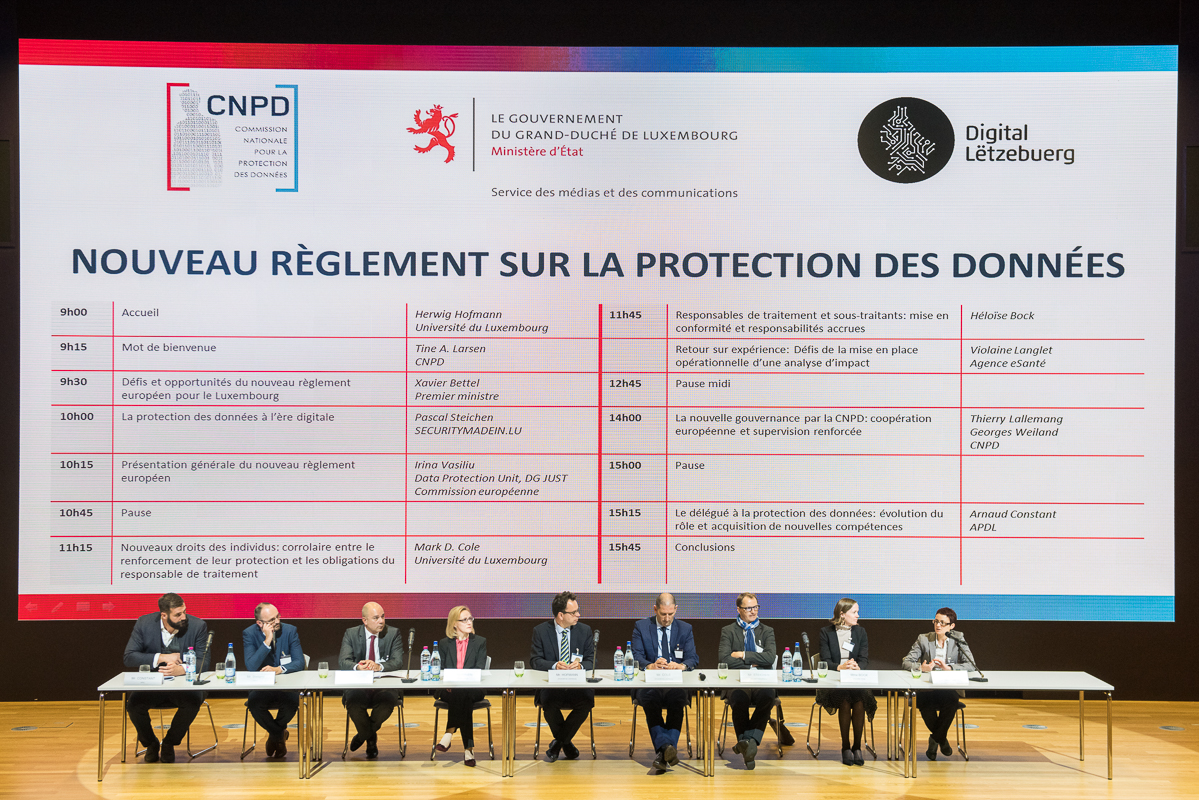 CNPD
COMMISSION
NATIONALE
POUR LA
PROTECTION
DES DONNÉES
LE GOUVERNEMENT
DU GRAND-DUCHÉ DE LUXEMBOURG
Ministère d'État
Service des médias et des communications
Digital
Lëtzebuerg
NOUVEAU RÈGLEMENT SUR LA PROTECTION DES DONNÉES
9h00 Accueil Herwig Hofmann
Université du Luxembourg
9h15 Mot de bienvenue Tine A. Larsen
CNPD
9h30 Défis et opportunités du nouveau règlement Xavier Bettel
européen pour le Luxembourg Premier ministre
10h00 La protection des données à l'ère digitale Pascal Steichen
SECURITYMADEIN.LU
10h15 Présentation générale du nouveau règlement Irina Vasiliu
européen Data Protection Unit, DG JUST
Commission européenne
10h45 Pause
11h15 Nouveaux droits des individus: corrolaire entre le Mark D. Cole
renforcement de leur protection et les obligations du Université du Luxembourg
responsable de traitement
11h45 Responsables de traitement et sous-traitants: mise en Héloïse Bock
conformité et responsabilités accrues
Retour sur expérience: Défis de la mise en place Violaine Langlet
opérationnelle d'une analyse d'impact Agence eSanté
12h45 Pause midi
14h00 La nouvelle gouvernance par la CNPD: coopération Thierry Lallemang
européenne et supervision renforcée Georges Weiland
CNPD
15h00 Pause
15h15 Le délégué à la protection des données: évolution du Arnaud Constant
rôle et acquisition de nouvelles compétences APDL
15h45 Conclusions